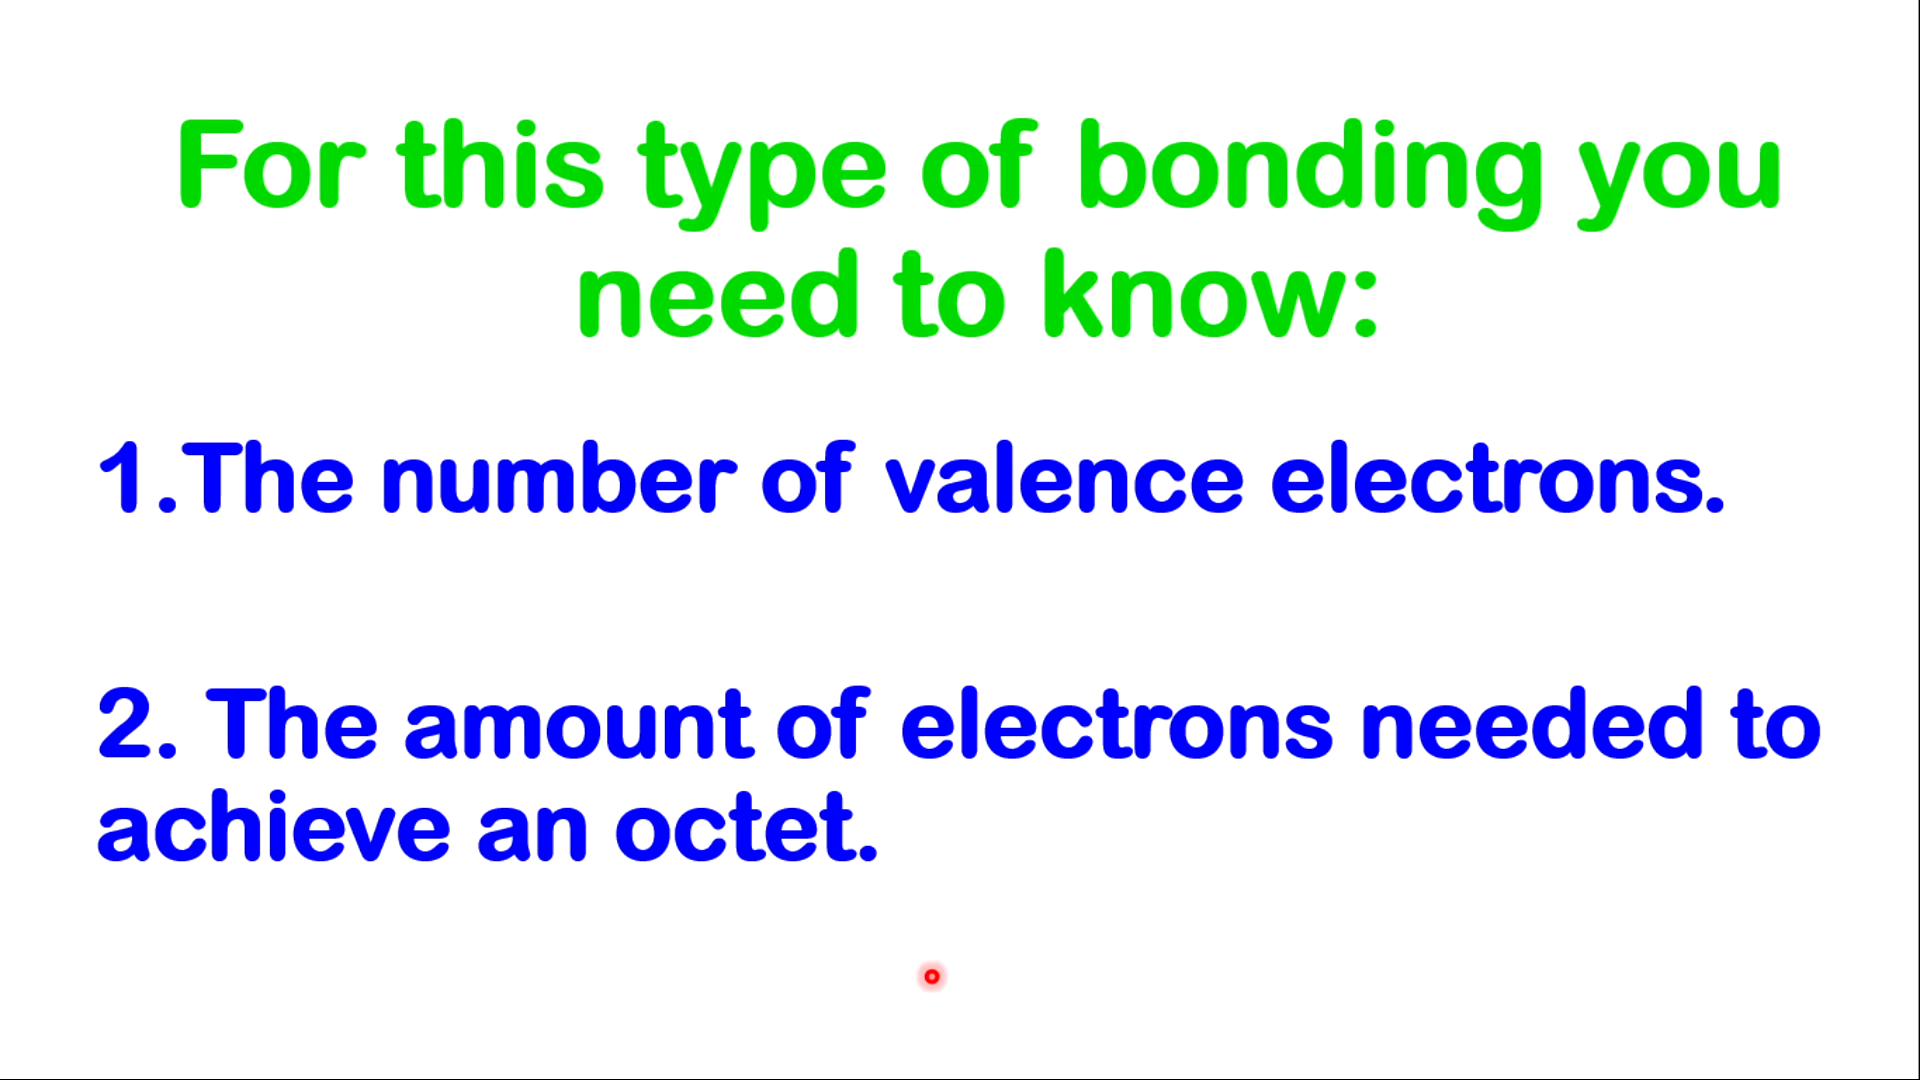 For this type of bonding you
need to know:
1.The number of valence electrons.
2. The amount of electrons needed to
achieve an octet.